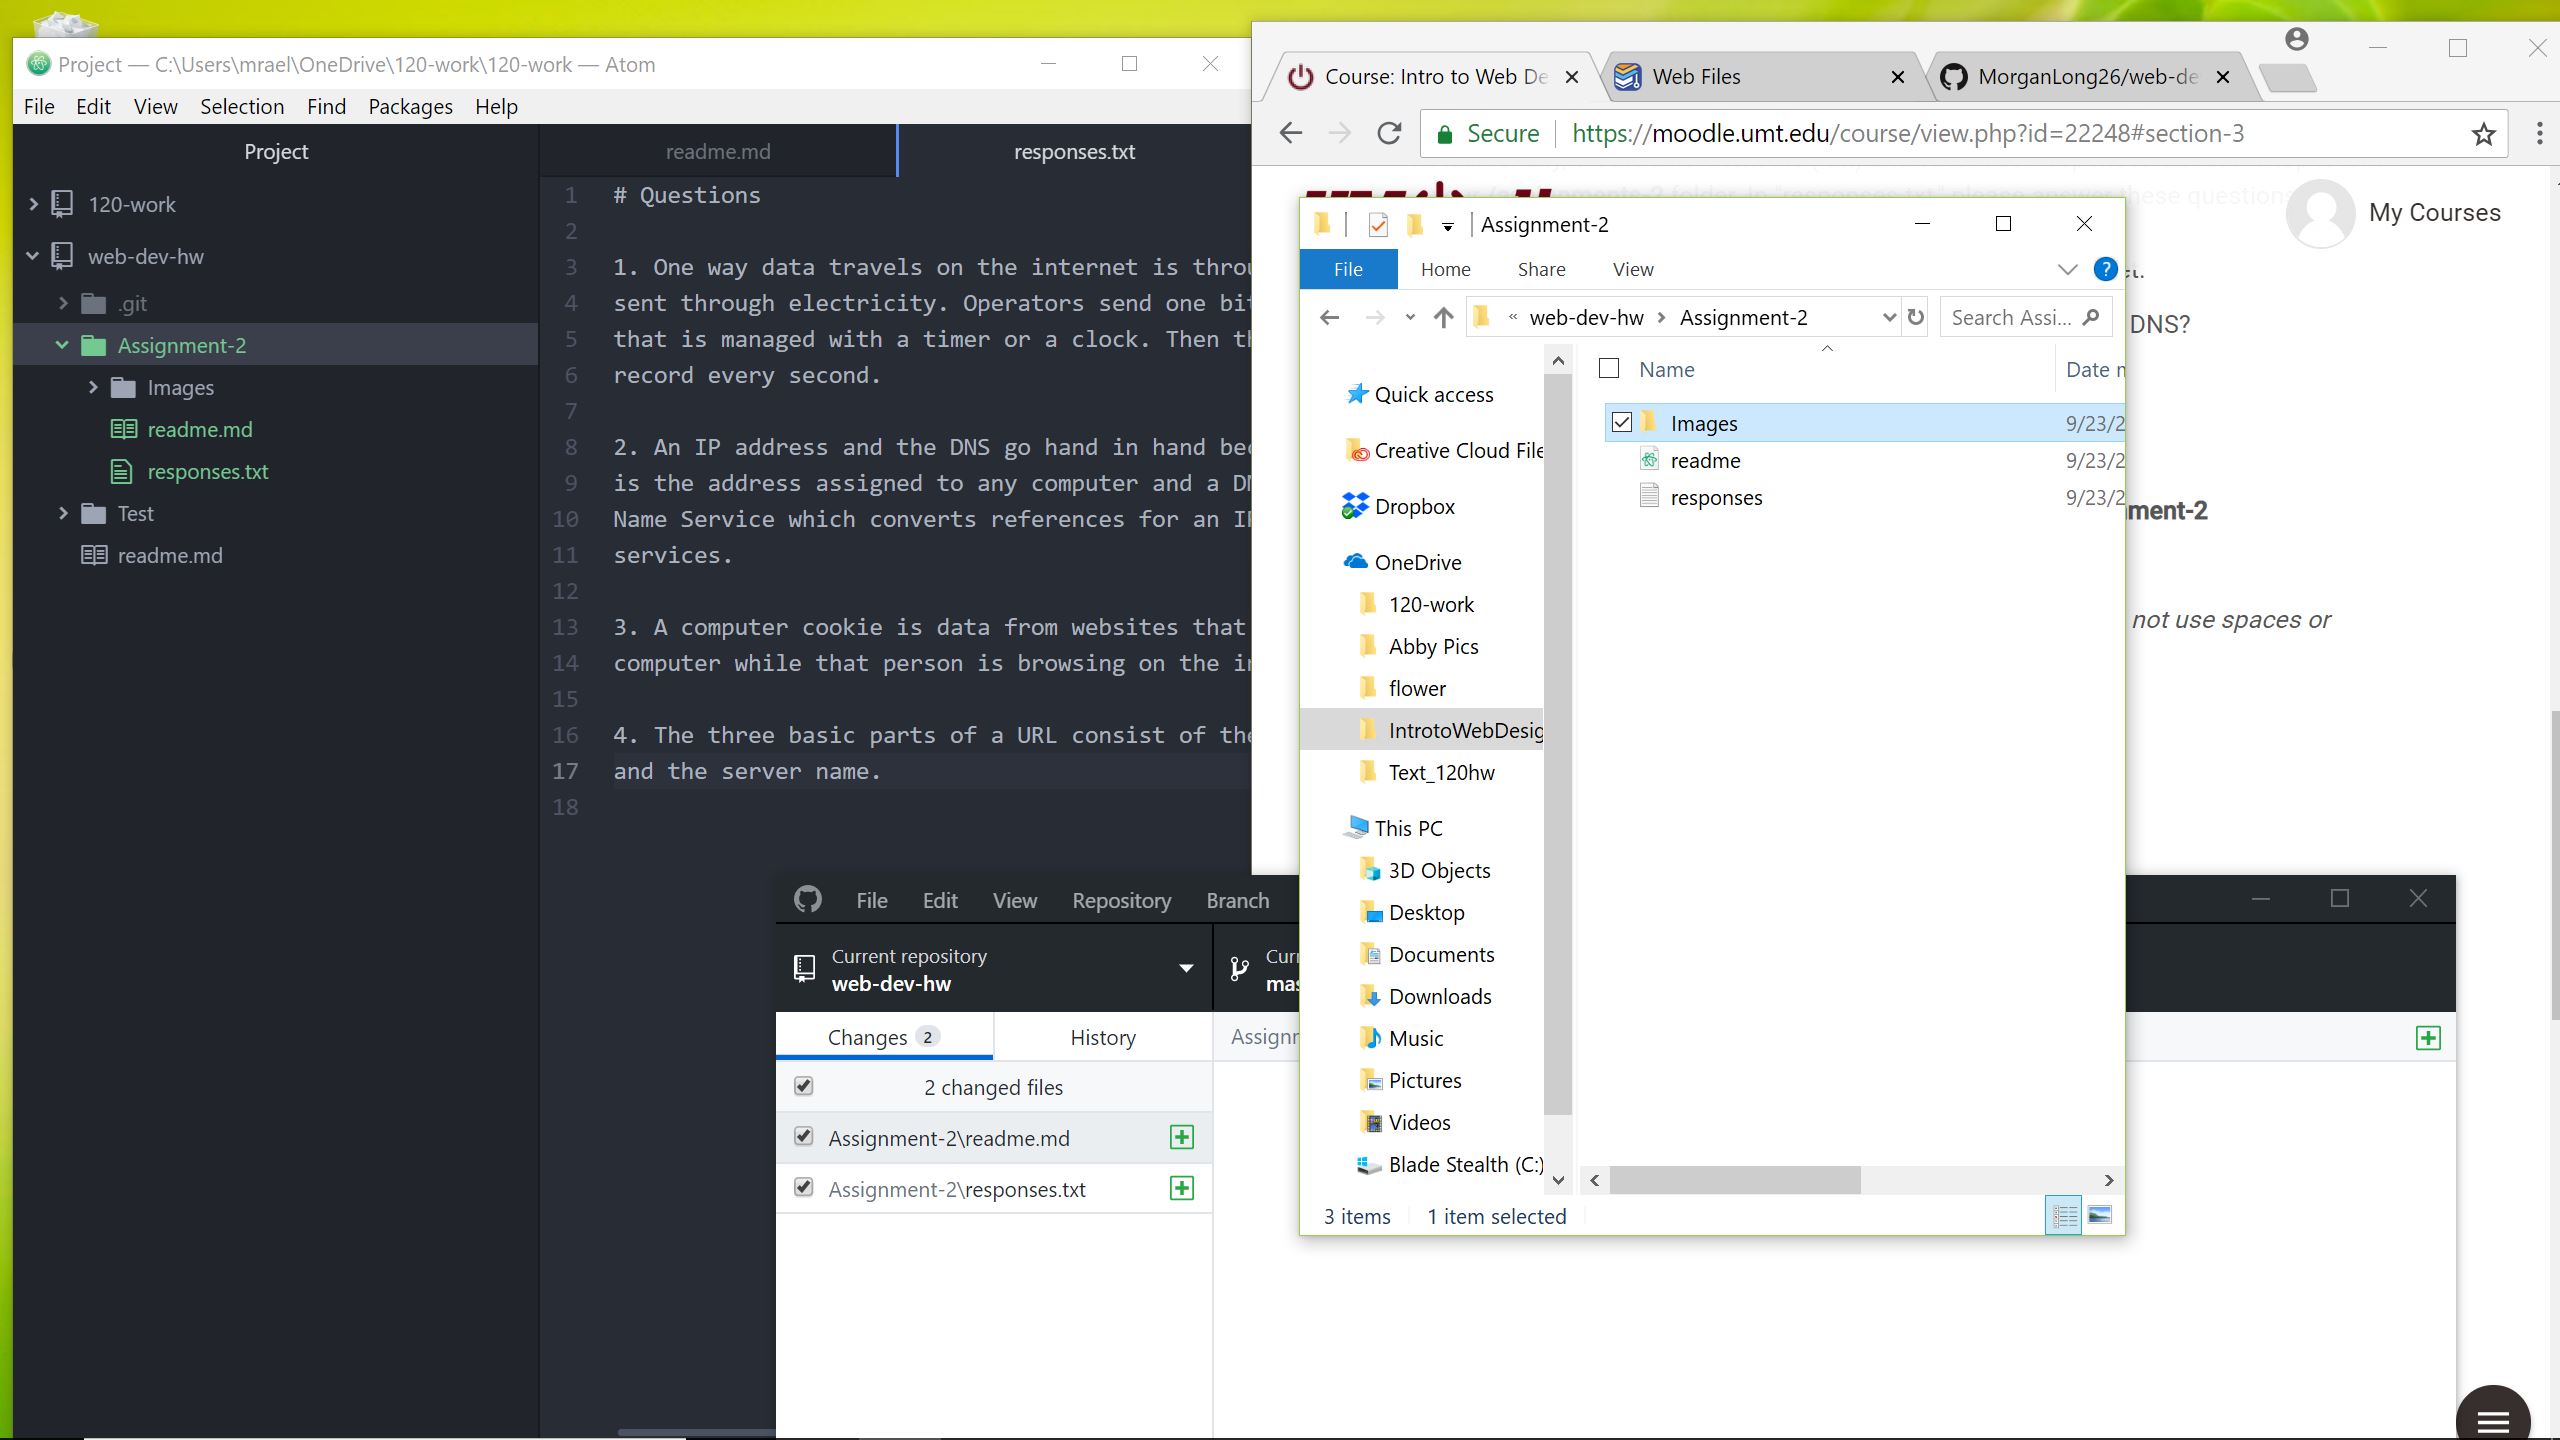 Project — C:\Users\mrael\OneDrive\120-work\120-work — Atom
File Edit View Selection Find Packages Help
Project
120-work
web-dev-hw
.git
Assignment-2
Images
readme.md
responses.txt
Test
readme.md
readme.md responses.txt
1 # Questions
2
3 1. One way data travels on the internet is throu
4 sent through electricity. Operators send one bit
5 that is managed with a timer or a clock. Then th
6 record every second.
7
8 2. An IP address and the DNS go hand in hand bec
9 is the address assigned to any computer and a DN
10 Name Service which converts references for an IP
11 services.
12
13 3. A computer cookie is data from websites that
14 computer while that person is browsing on the in
15
16 4. The three basic parts of a URL consist of the
17 and the server name.
18
Course: Intro to Web De Web Files MorganLong26/web-de
Secure https://moodle.umt.edu/course/view.php?id=22248#section-3
My Courses
DNS?
ment-2
not use spaces or
Assignment-2
File Home Share View
« web-dev-hw > Assignment-2 Search Assi...
Name Date m
Quick access
Creative Cloud File
Dropbox
OneDrive
120-work
Abby Pics
flower
IntrotoWebDesig
Text_120hw
This PC
3D Objects
Desktop
Documents
Downloads
Music
Pictures
Videos
Blade Stealth (C:)
Images 9/23/2
readme 9/23/2
responses 9/23/2
3 items 1 item selected
File Edit View Repository Branch
Current repository
web-dev-hw
Curr
mas
Changes 2 History Assignr
2 changed files
Assignment-2\readme.md
Assignment-2\responses.txt